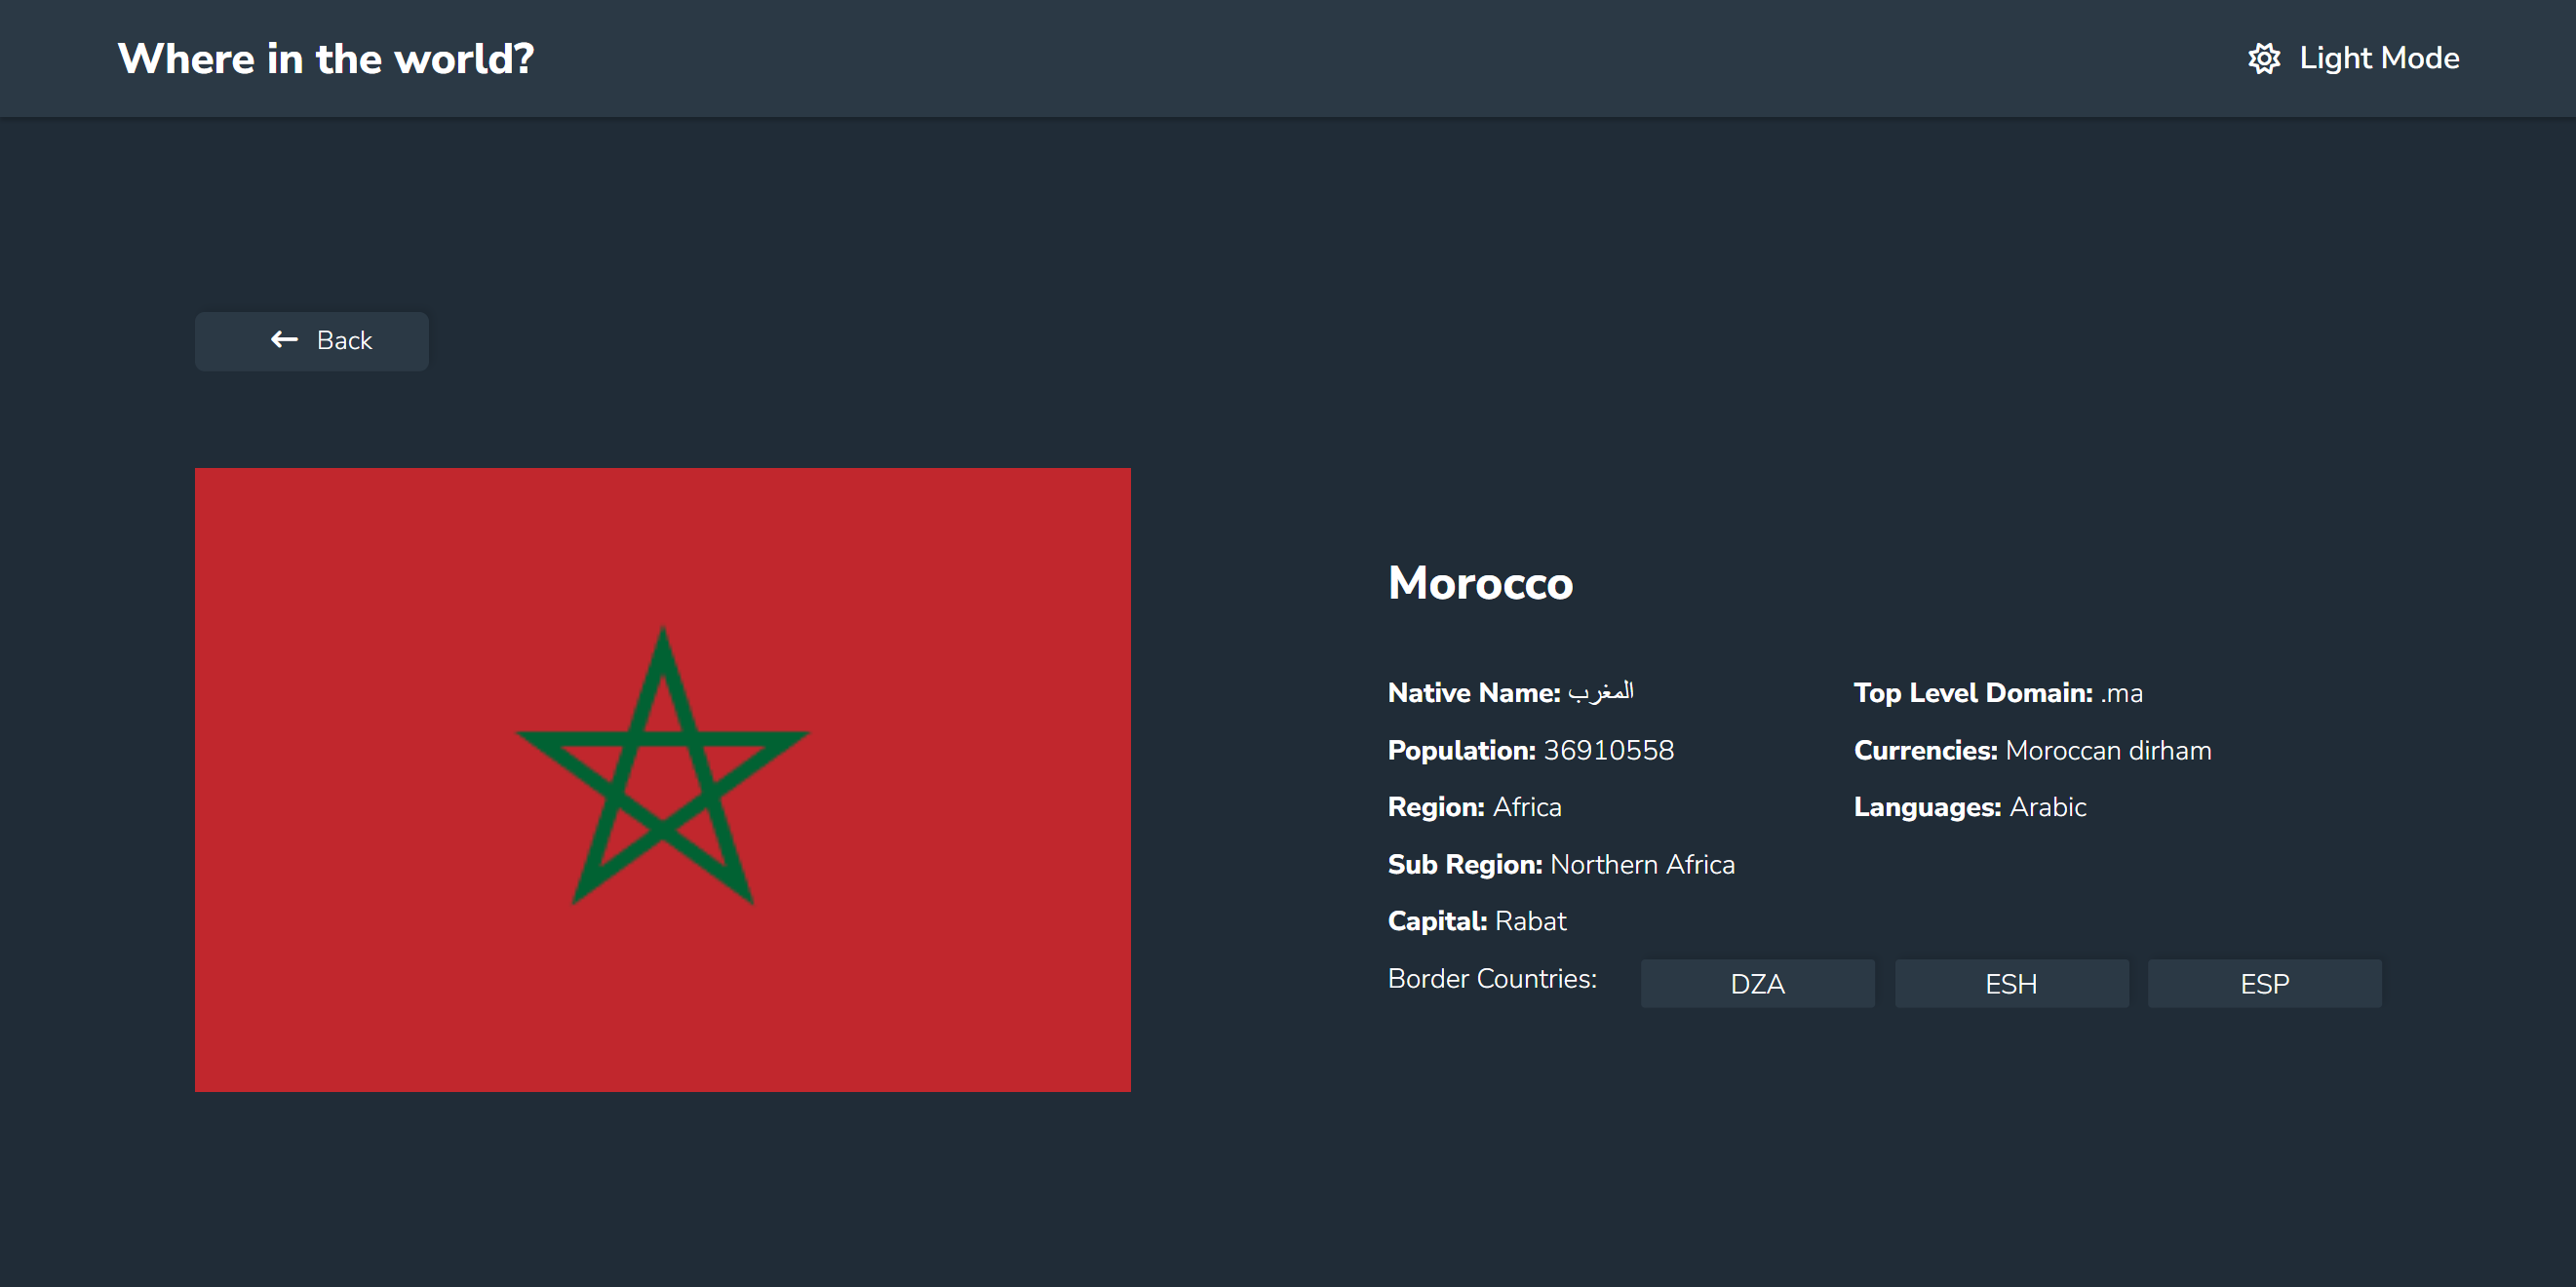 Where in the world?
Light Mode
Back
Morocco
Native Name: المغرب
Population: 36910558
Region: Africa
Sub Region: Northern Africa
Capital: Rabat
Top Level Domain: .ma
Currencies: Moroccan dirham
Languages: Arabic
Border Countries: DZA ESH ESP